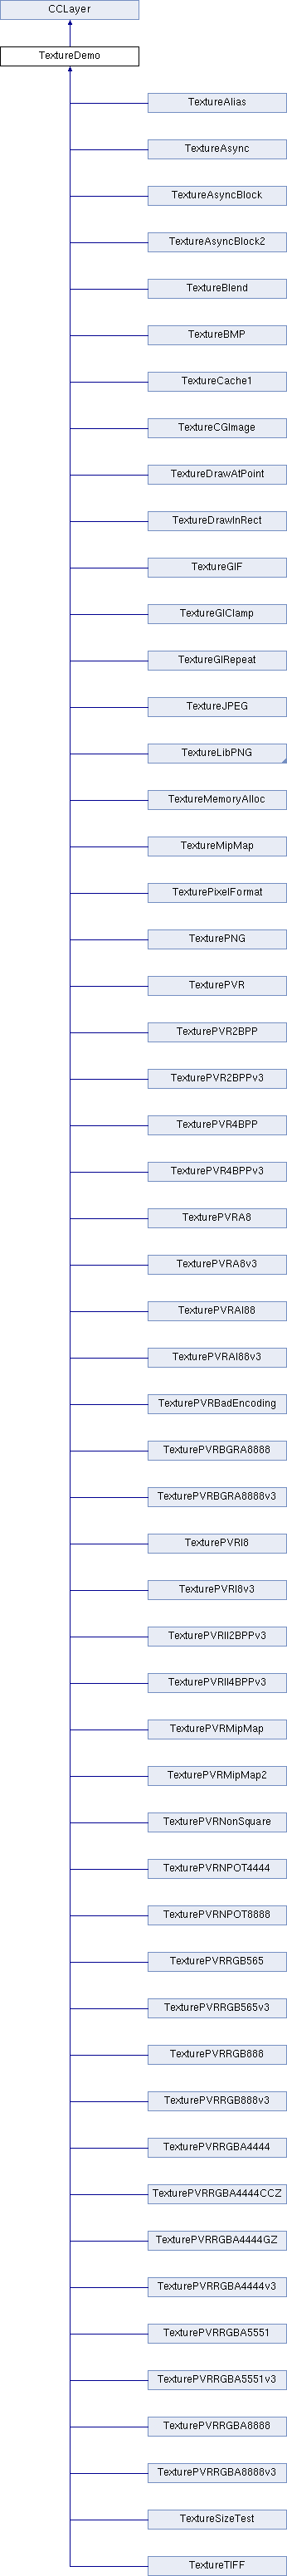 CCLayer
TextureDemo
TextureAlias
TextureAsync
TextureAsyncBlock
TextureAsyncBlock2
TextureBlend
TextureBMP
TextureCache1
TextureCGImage
TextureDrawAtPoint
TextureDrawInRect
TextureGIF
TextureGlClamp
TextureGlRepeat
TextureJPEG
TextureLibPNG
TextureMemoryAlloc
TextureMipMap
TexturePixelFormat
TexturePNG
TexturePVR
TexturePVR2BPP
TexturePVR2BPPv3
TexturePVR4BPP
TexturePVR4BPPv3
TexturePVRA8
TexturePVRA8v3
TexturePVRAI88
TexturePVRAI88v3
TexturePVRBadEncoding
TexturePVRBGRA8888
TexturePVRBGRA8888v3
TexturePVRI8
TexturePVRI8v3
TexturePVRII2BPPv3
TexturePVRII4BPPv3
TexturePVRMipMap
TexturePVRMipMap2
TexturePVRNonSquare
TexturePVRNPOT4444
TexturePVRNPOT8888
TexturePVRRGB565
TexturePVRRGB565v3
TexturePVRRGB888
TexturePVRRGB888v3
TexturePVRRGBA4444
TexturePVRRGBA4444CCZ
TexturePVRRGBA4444GZ
TexturePVRRGBA4444v3
TexturePVRRGBA5551
TexturePVRRGBA5551v3
TexturePVRRGBA8888
TexturePVRRGBA8888v3
TextureSizeTest
TextureTIFF